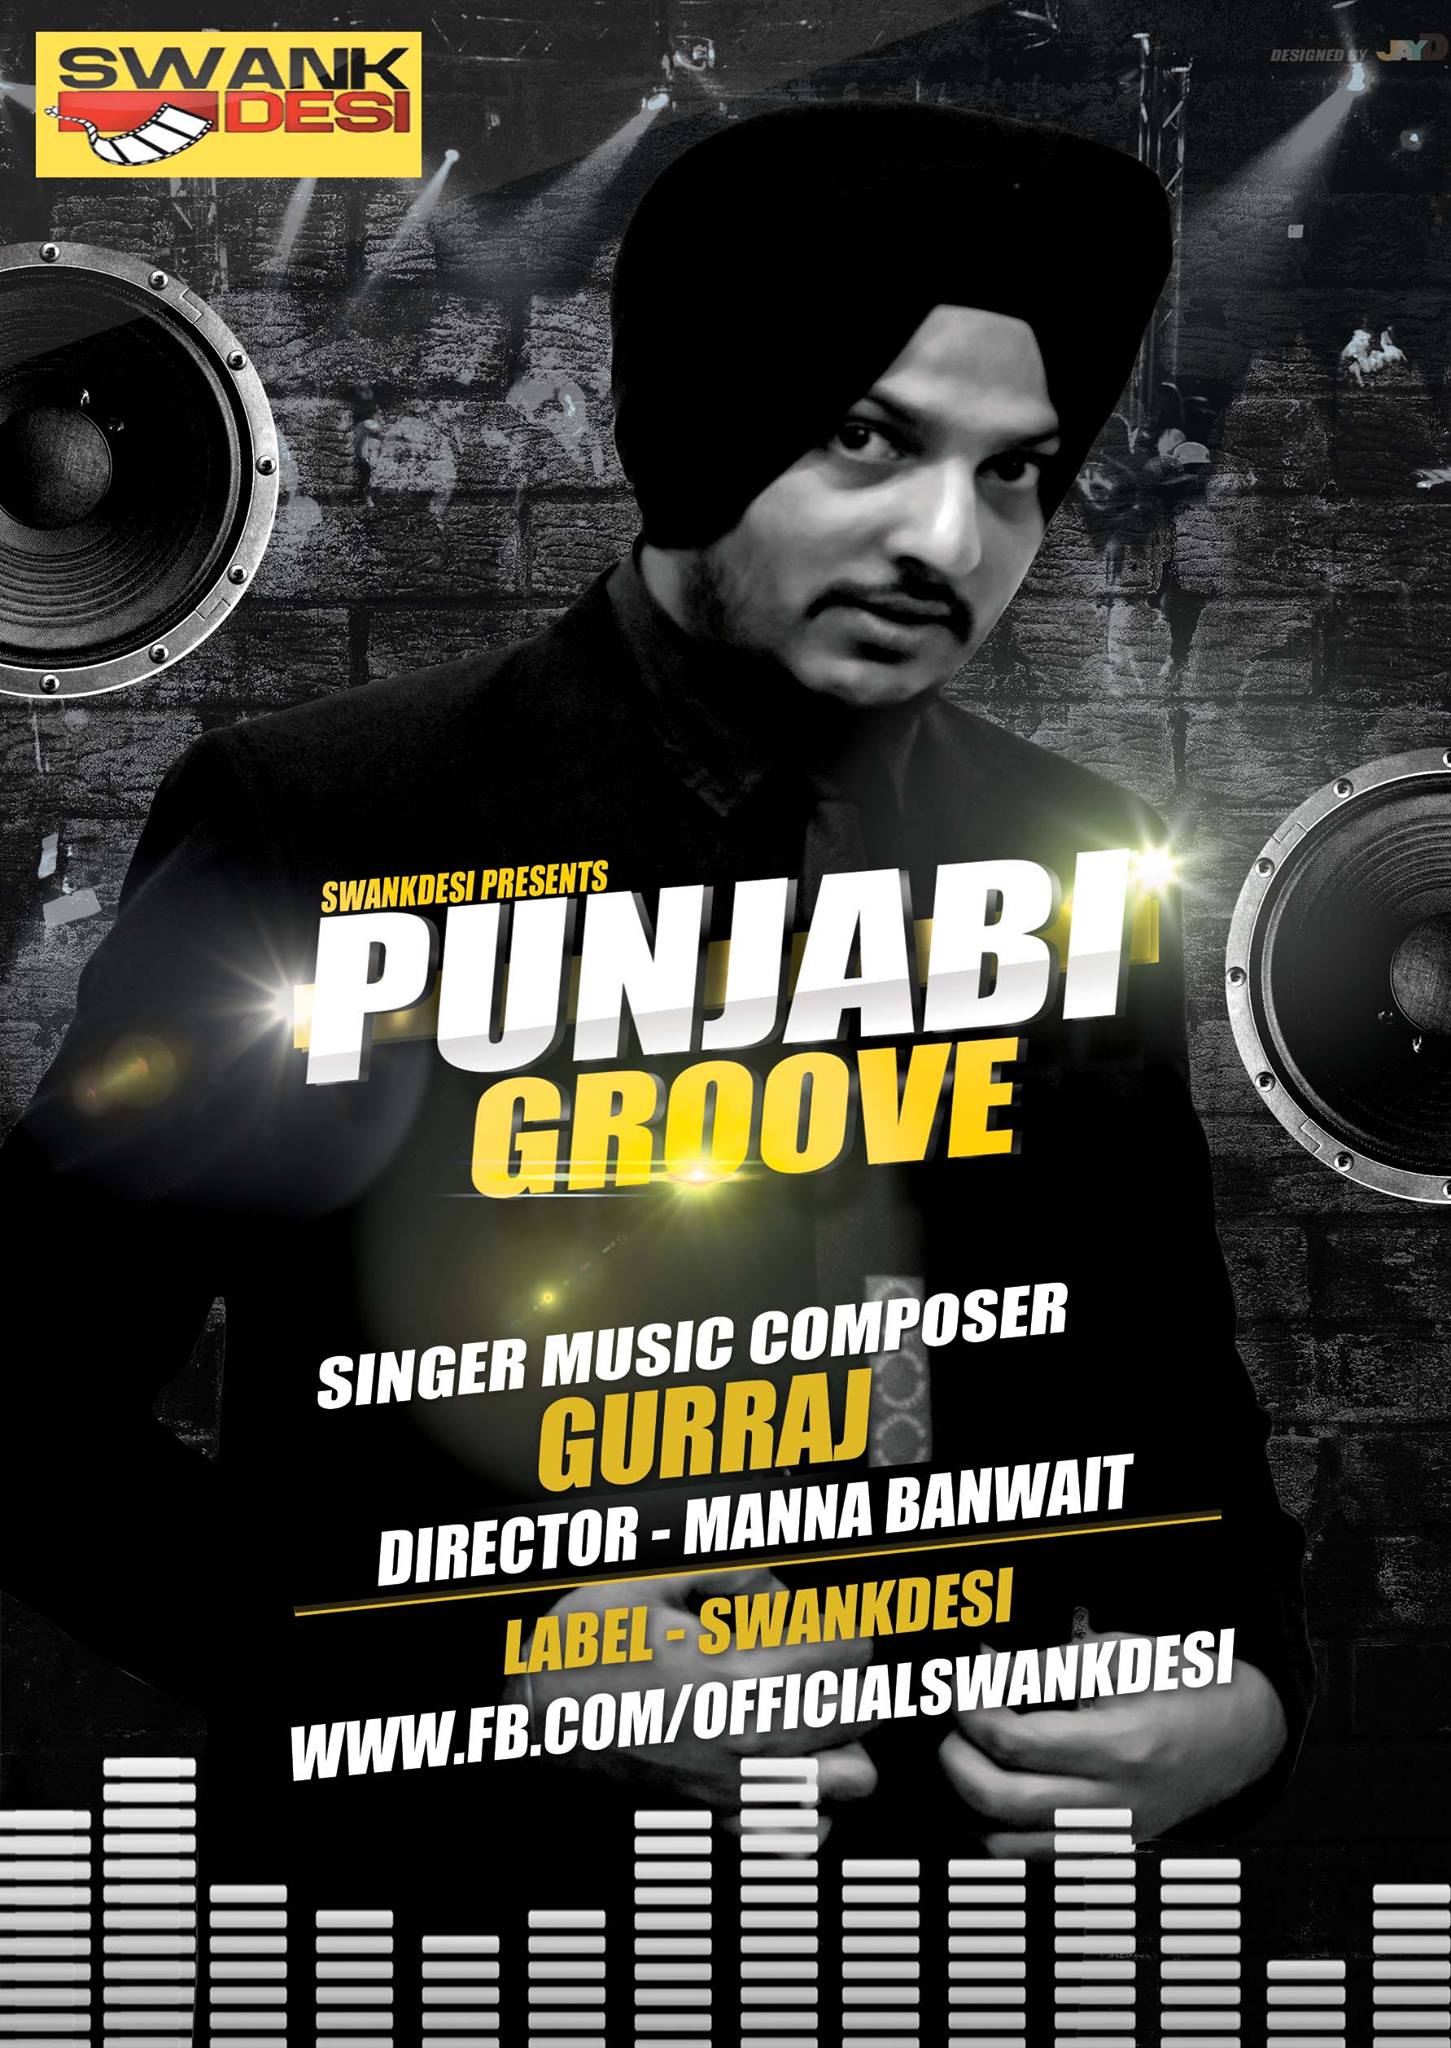 SWANK
DESI
DESIGNED BY JAYD
SWANKDESI PRESENTS
PUNJABI
GROOVE
SINGER MUSIC COMPOSER
GURRAJ
DIRECTOR - MANNA BANWAIT
LABEL - SWANKDESI
WWW.FB.COM/OFFICIALSWANKDESI